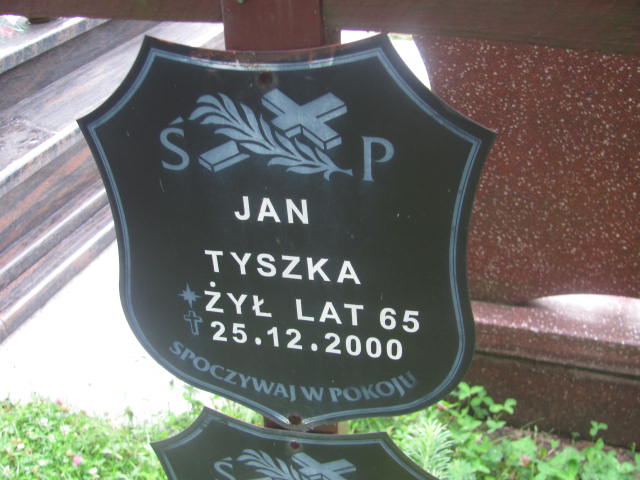 Ś P
JAN
TYSZKA
ŻYŁ LAT 65
25.12.2000
SPOCZYWAJ W POKOJU
Ś